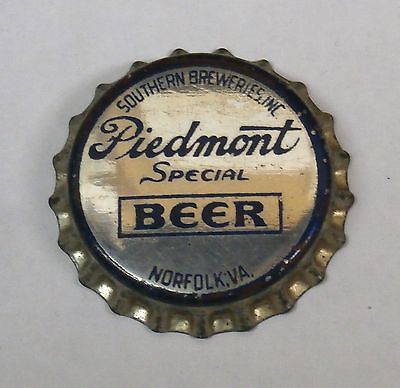 SOUTHERN BREWERIES, INC
Piedmont
SPECIAL
BEER
NORFOLK, VA.